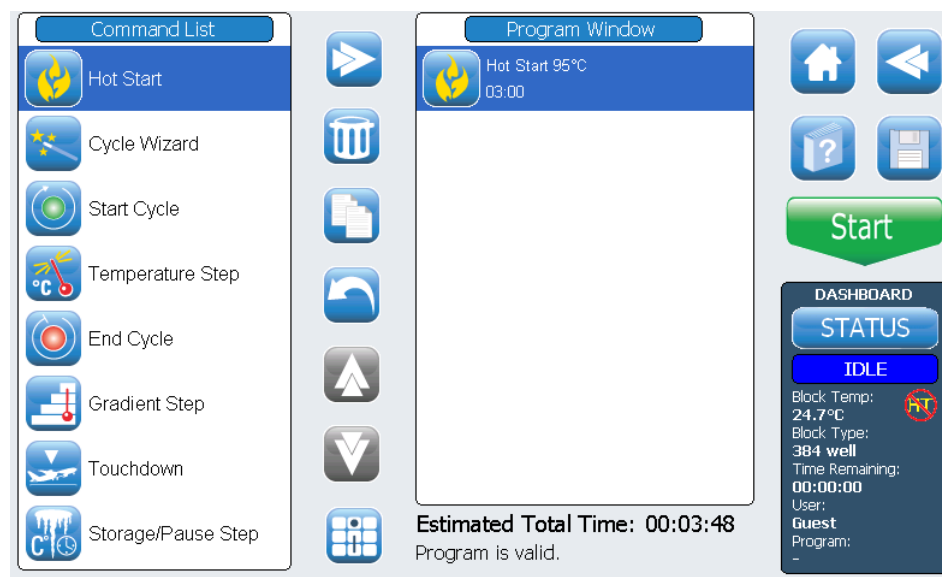 Command List
Hot Start
Cycle Wizard
Start Cycle
°C
Temperature Step
End Cycle
Gradient Step
Touchdown
C°
Storage/Pause Step
Program Window
Hot Start 95°C
03:00
Estimated Total Time: 00:03:48
Program is valid.
?
Start
DASHBOARD
STATUS
IDLE
Block Temp:
24.7°C
HT
Block Type:
384 well
Time Remaining:
00:00:00
User:
Guest
Program:
–